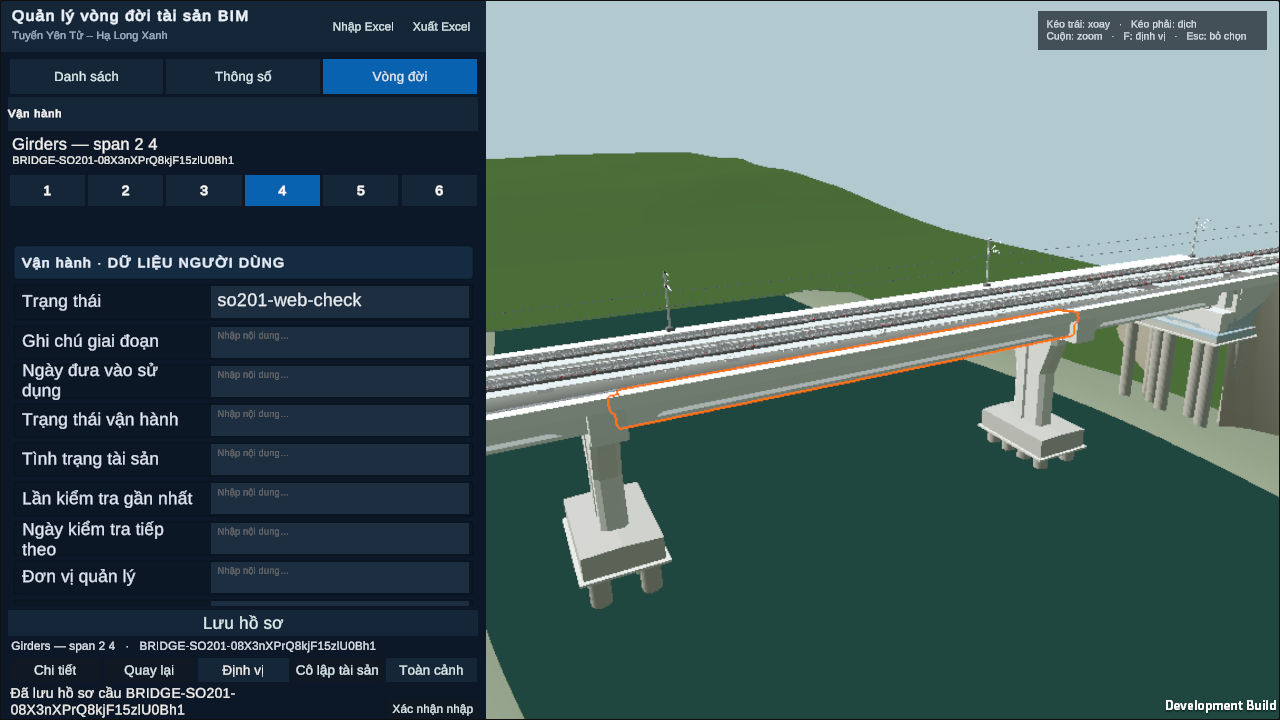 Quản lý vòng đời tài sản BIM
Tuyến Yên Tử – Hạ Long Xanh
Nhập Excel
Xuất Excel
Danh sách
Thông số
Vòng đời
Vận hành
Girders — span 2 4
BRIDGE-SO201-08X3nXPrQ8kjF15zlU0Bh1
1
2
3
4
5
6
Vận hành · DỮ LIỆU NGƯỜI DÙNG
Trạng thái
so201-web-check
Ghi chú giai đoạn
Nhập nội dung...
Ngày đưa vào sử
dụng
Nhập nội dung...
Trạng thái vận hành
Nhập nội dung...
Tình trạng tài sản
Nhập nội dung...
Lần kiểm tra gần nhất
Nhập nội dung...
Ngày kiểm tra tiếp
theo
Nhập nội dung...
Đơn vị quản lý
Nhập nội dung...
Lưu hồ sơ
Girders — span 2 4 · BRIDGE-SO201-08X3nXPrQ8kjF15zlU0Bh1
Chi tiết
Quay lại
Định vị
Cô lập tài sản
Toàn cảnh
Đã lưu hồ sơ cầu BRIDGE-SO201-
08X3nXPrQ8kjF15zlU0Bh1
Xác nhận nhập
Kéo trái: xoay · Kéo phải: dịch
Cuộn: zoom · F: định vị · Esc: bỏ chọn
Development Build